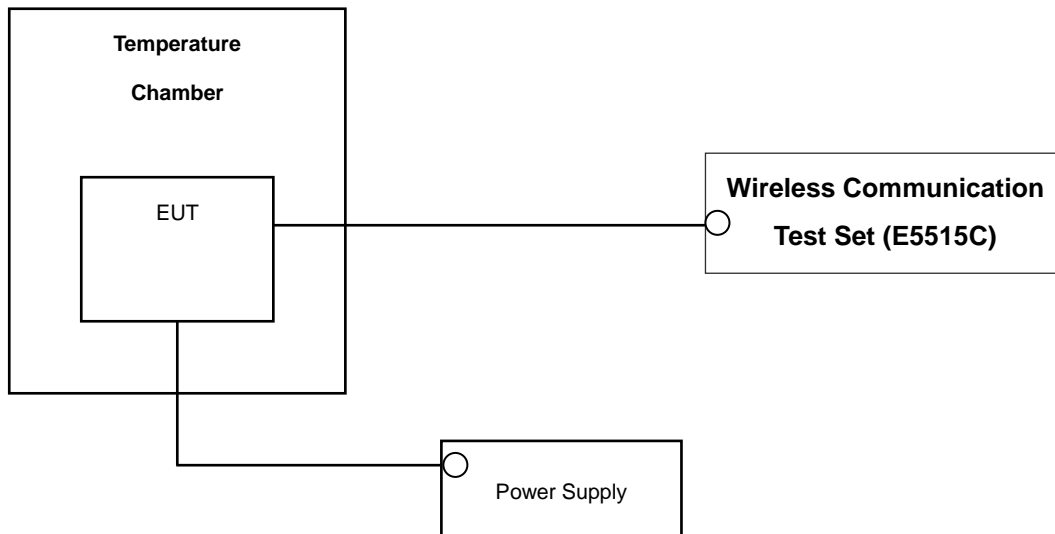 Temperature
Chamber
EUT
Wireless Communication
Test Set (E5515C)
Power Supply